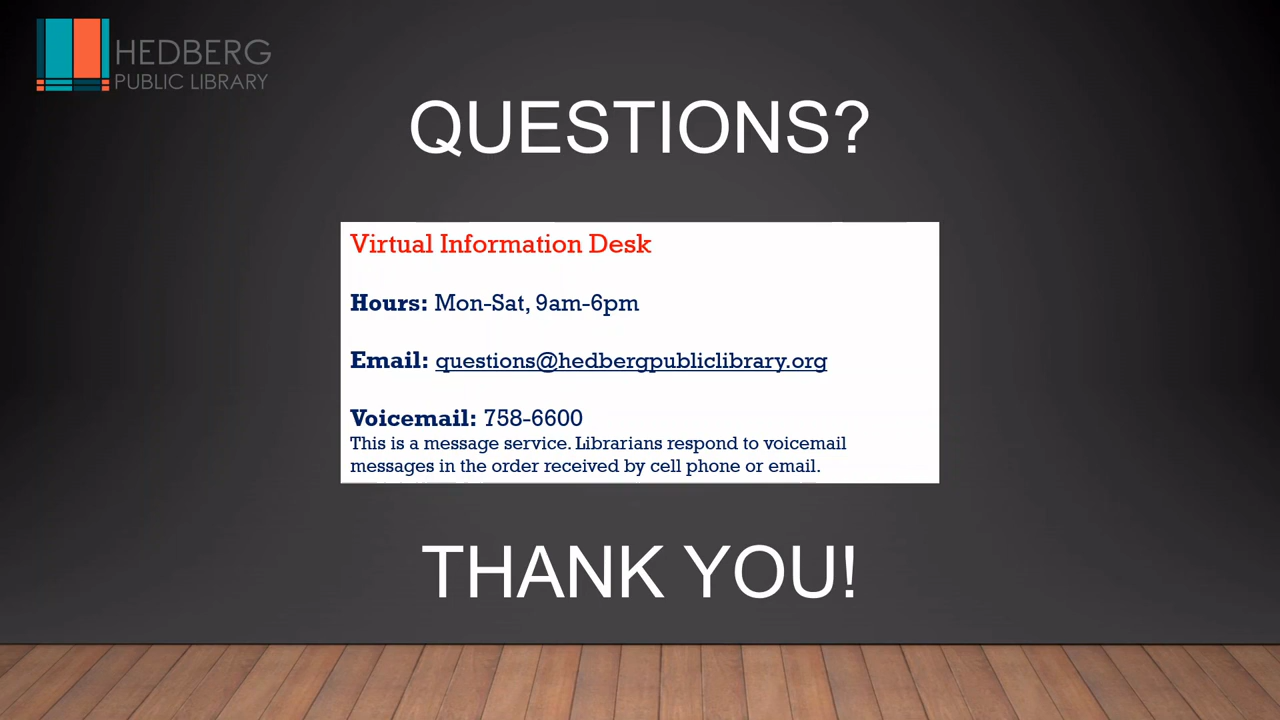 HEDBERG
PUBLIC LIBRARY
QUESTIONS?
Virtual Information Desk
Hours: Mon-Sat, 9am-6pm
Email: questions@hedbergpubliclibrary.org
Voicemail: 758-6600
This is a message service. Librarians respond to voicemail
messages in the order received by cell phone or email.
THANK YOU!